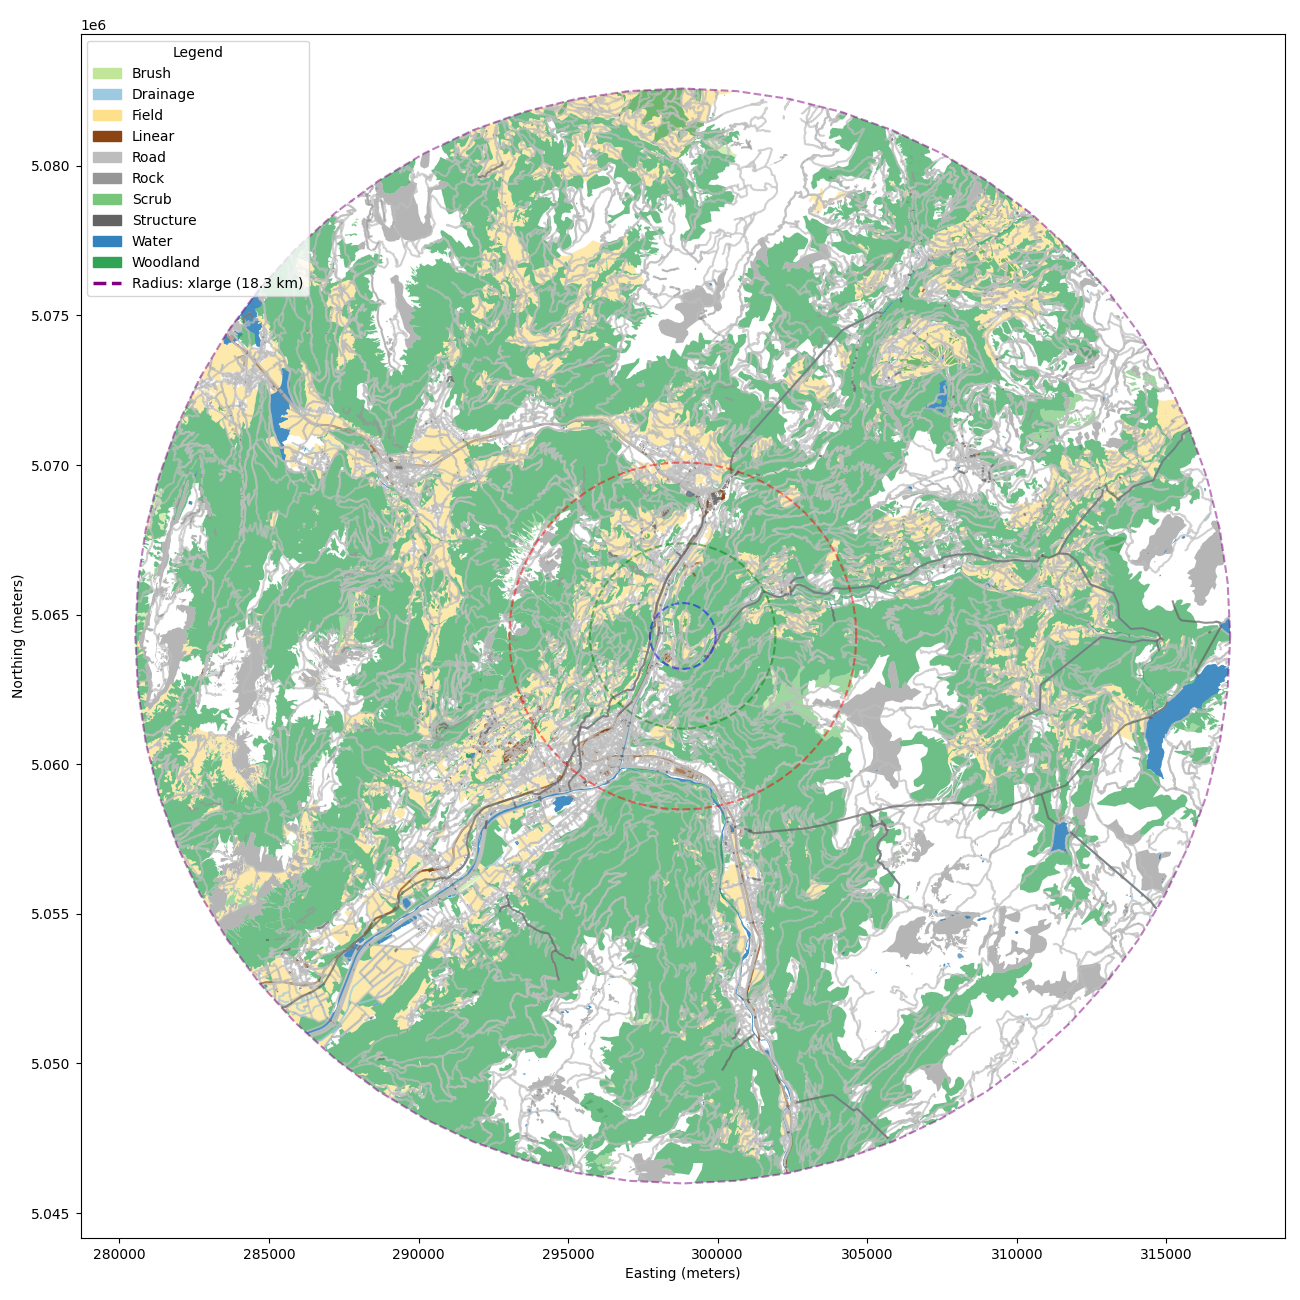 1e6
Legend
Brush
Drainage
Field
Linear
Road
Rock
Scrub
Structure
Water
Woodland
Radius: xlarge (18.3 km)
5.080
5.075
5.070
5.065
5.060
5.055
5.050
5.045
Northing (meters)
280000 285000 290000 295000 300000 305000 310000 315000
Easting (meters)